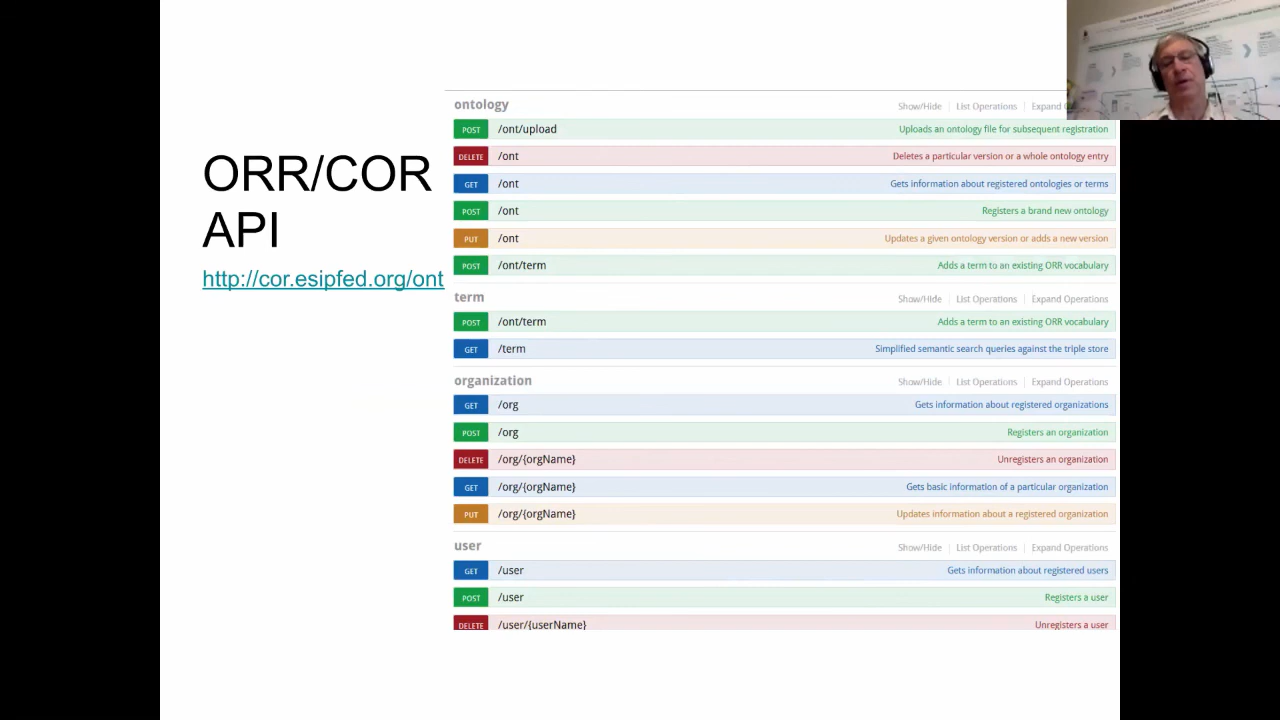 ORR/COR
API
http://cor.esipfed.org/ont
ontology Show/Hide List Operations Expand
POST /ont/upload Uploads an ontology file for subsequent registration
DELETE /ont Deletes a particular version or a whole ontology entry
GET /ont Gets information about registered ontologies or terms
POST /ont Registers a brand new ontology
PUT /ont Updates a given ontology version or adds a new version
POST /ont/term Adds a term to an existing ORR vocabulary
term Show/Hide List Operations Expand Operations
POST /ont/term Adds a term to an existing ORR vocabulary
GET /term Simplified semantic search queries against the triple store
organization Show/Hide List Operations Expand Operations
GET /org Gets information about registered organizations
POST /org Registers an organization
DELETE /org/{orgName} Unregisters an organization
GET /org/{orgName} Gets basic information of a particular organization
PUT /org/{orgName} Updates information about a registered organization
user Show/Hide List Operations Expand Operations
GET /user Gets information about registered users
POST /user Registers a user
DELETE /user/{userName} Unregisters a user